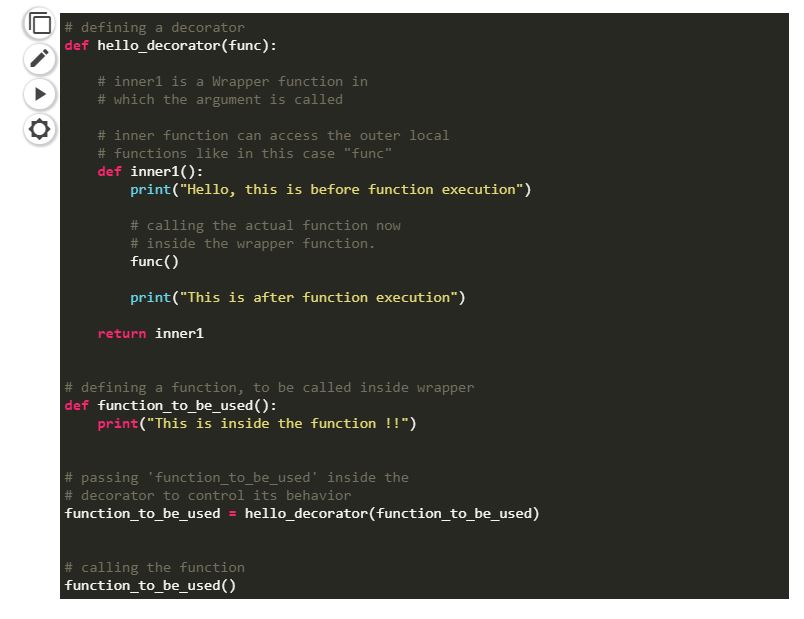 # defining a decorator
def hello_decorator(func):
    # inner1 is a Wrapper function in
    # which the argument is called
    # inner function can access the outer local
    # functions like in this case "func"
    def inner1():
        print("Hello, this is before function execution")
        # calling the actual function now
        # inside the wrapper function.
        func()
        print("This is after function execution")
    return inner1
# defining a function, to be called inside wrapper
def function_to_be_used():
    print("This is inside the function !!")
# passing 'function_to_be_used' inside the
# decorator to control its behavior
function_to_be_used = hello_decorator(function_to_be_used)
# calling the function
function_to_be_used()